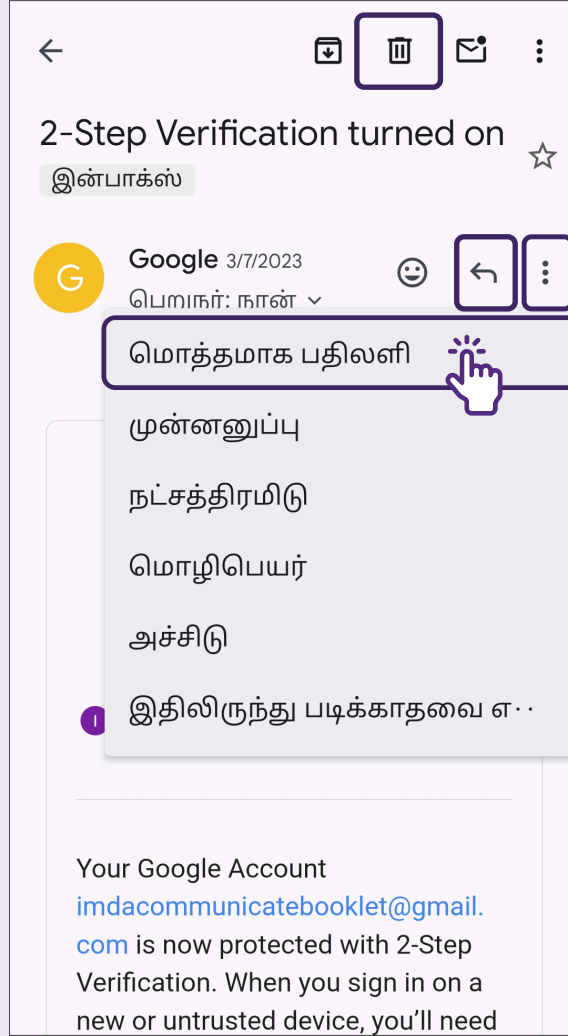 2-Step Verification turned on
இன்பாக்ஸ்
G
Google 3/7/2023
பெறுநர்: நான்
மொத்தமாக பதிலளி
முன்னனுப்பு
நட்சத்திரமிடு
மொழிபெயர்
அச்சிடு
இதிலிருந்து படிக்காதவை எ··
I
Your Google Account
imdacommunicatebooklet@gmail.
com is now protected with 2-Step
Verification. When you sign in on a
new or untrusted device, you’ll need